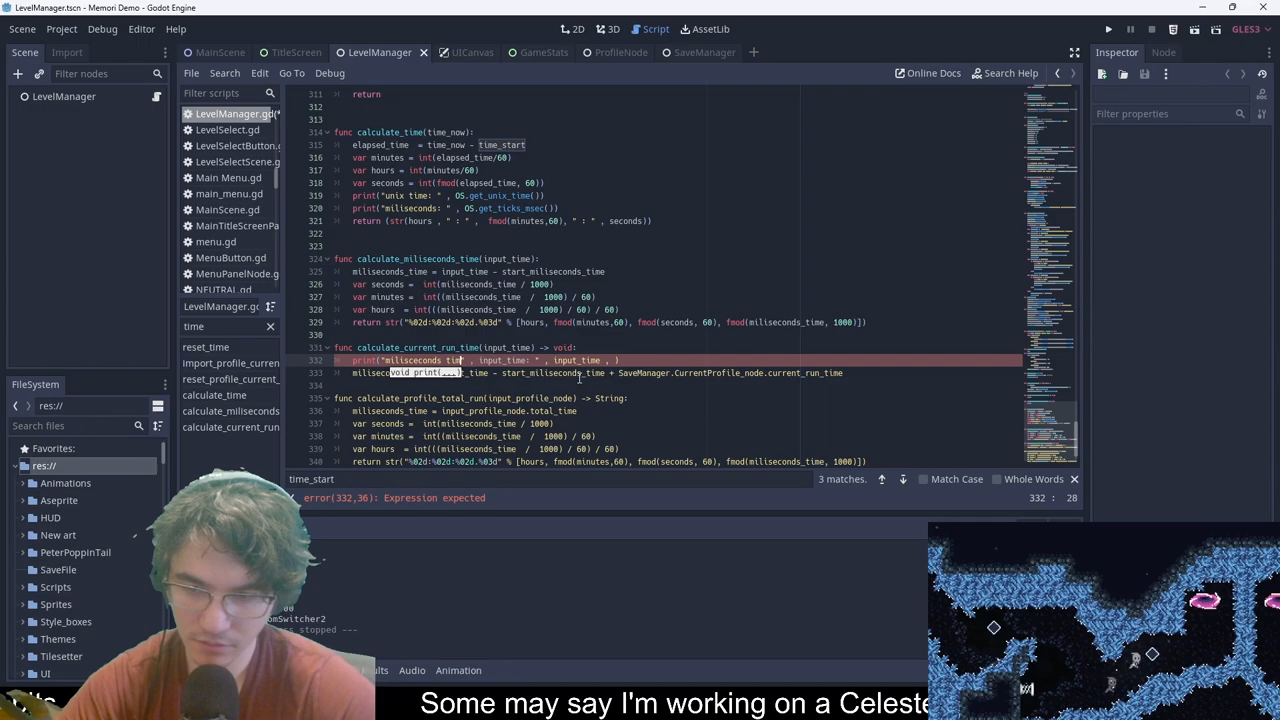 LevelManager.tscn - Memori Demo - Godot Engine
Scene Project Debug Editor Help
2D 3D Script AssetLib
GLES3
Scene Import
MainScene TitleScreen LevelManager UICanvas GameStats ProfileNode SaveManager
Inspector Node
Filter nodes
File Search Edit Go To Debug
Online Docs Search Help
LevelManager
Filter scripts
Filter properties
LevelManager.gd(
LevelSelect.gd
LevelSelectButton.
LevelSelectScene.g
Main Menu.gd
main_menu.gd
MainScene.gd
MainTitleScreenPa
menu.gd
MenuButton.gd
MenuPanelNode.g
NEUTRAL.gd
LevelManager.g
time
reset_time
import_profile_curren
reset_profile_current_
calculate_time
calculate_miliseconds
calculate_current_run
311 return
312
313
314 func calculate_time(time_now):
315 elapsed_time = time_now - time_start
316 var minutes = int(elapsed_time/60)
317 var hours = int(minutes/60)
318 var seconds = int(fmod(elapsed_time, 60))
319 print("unix time:" , OS.get_unix_time())
320 print("miliseconds: " , OS.get_ticks_msec())
321 return (str(hours , " : " , fmod(minutes,60), " : " ,seconds))
322
323
324 func calculate_miliseconds_time(input_time):
325 miliseconds_time = input_time - start_miliseconds_time
326 var seconds = int(miliseconds_time / 1000)
327 var minutes = int((miliseconds_time / 1000) / 60)
328 var hours = int((miliseconds_time / 1000) / 60) / 60
329 return str("%02d:%02d:%02d.%03d" % [hours, fmod(minutes, 60), fmod(seconds, 60), fmod(miliseconds_time, 1000)])
330
calculate_current_run_time(input_time) -> void:
332 print("milisceconds tim" , input_time: " , input_time
void print(...)
333 miliseco t_time - start_miliseconds_time + SaveManager.CurrentProfile_node.current_run_time
334
calculate_profile_total_run(input_profile_node) -> String:
336 miliseconds_time = input_profile_node.total_time
337 var seconds = int(miliseconds_time / 1000)
338 var minutes = int((miliseconds_time / 1000) / 60)
339 var hours = int((miliseconds_time / 1000) / 60) / 60
340 return str("%02d:%02d:%02d.%03d" % [hours, fmod(minutes, 60), fmod(seconds, 60), fmod(miliseconds_time, 1000)])
time_start
3 matches. Match Case Whole Words
error(332,36): Expression expected
332 : 28
FileSystem
res://
Search files
Favorites:
res://
Animations
Aseprite
HUD
New art
PeterPoppinTail
SaveFile
Scripts
Sprites
Style_boxes
Themes
Tilesetter
UI
00
omSwitcher2
ss stopped ---
ults Audio Animation
Some may say I'm working on a Celeste